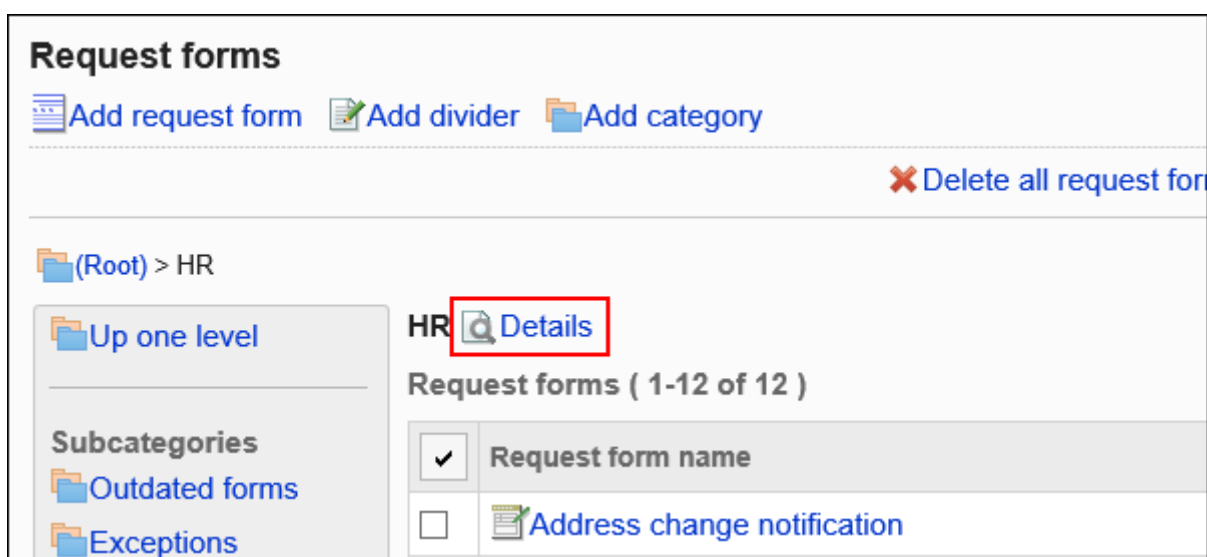 Request forms
Add request form Add divider Add category
Delete all request for
(Root) > HR
Up one level
Subcategories
Outdated forms
Exceptions
HR Details
Request forms ( 1-12 of 12 )
Request form name
Address change notification